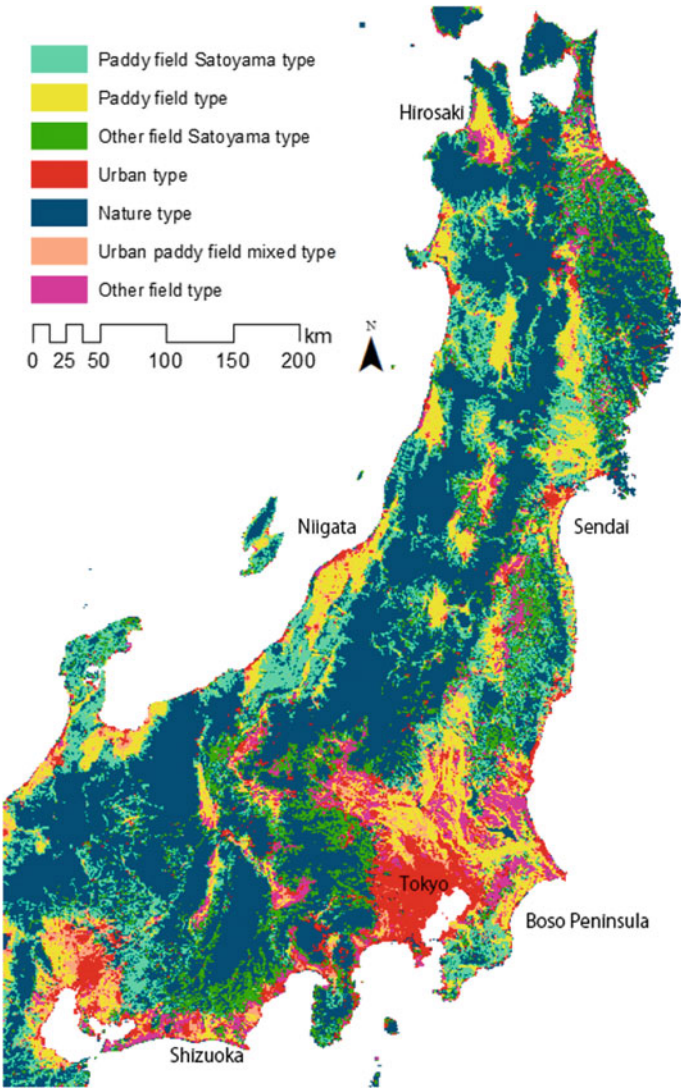 Paddy field Satoyama type
Paddy field type
Other field Satoyama type
Urban type
Nature type
Urban paddy field mixed type
Other field type
km
0 25 50 100 150 200
N
Hirosaki
Niigata
Sendai
Tokyo
Boso Peninsula
Shizuoka